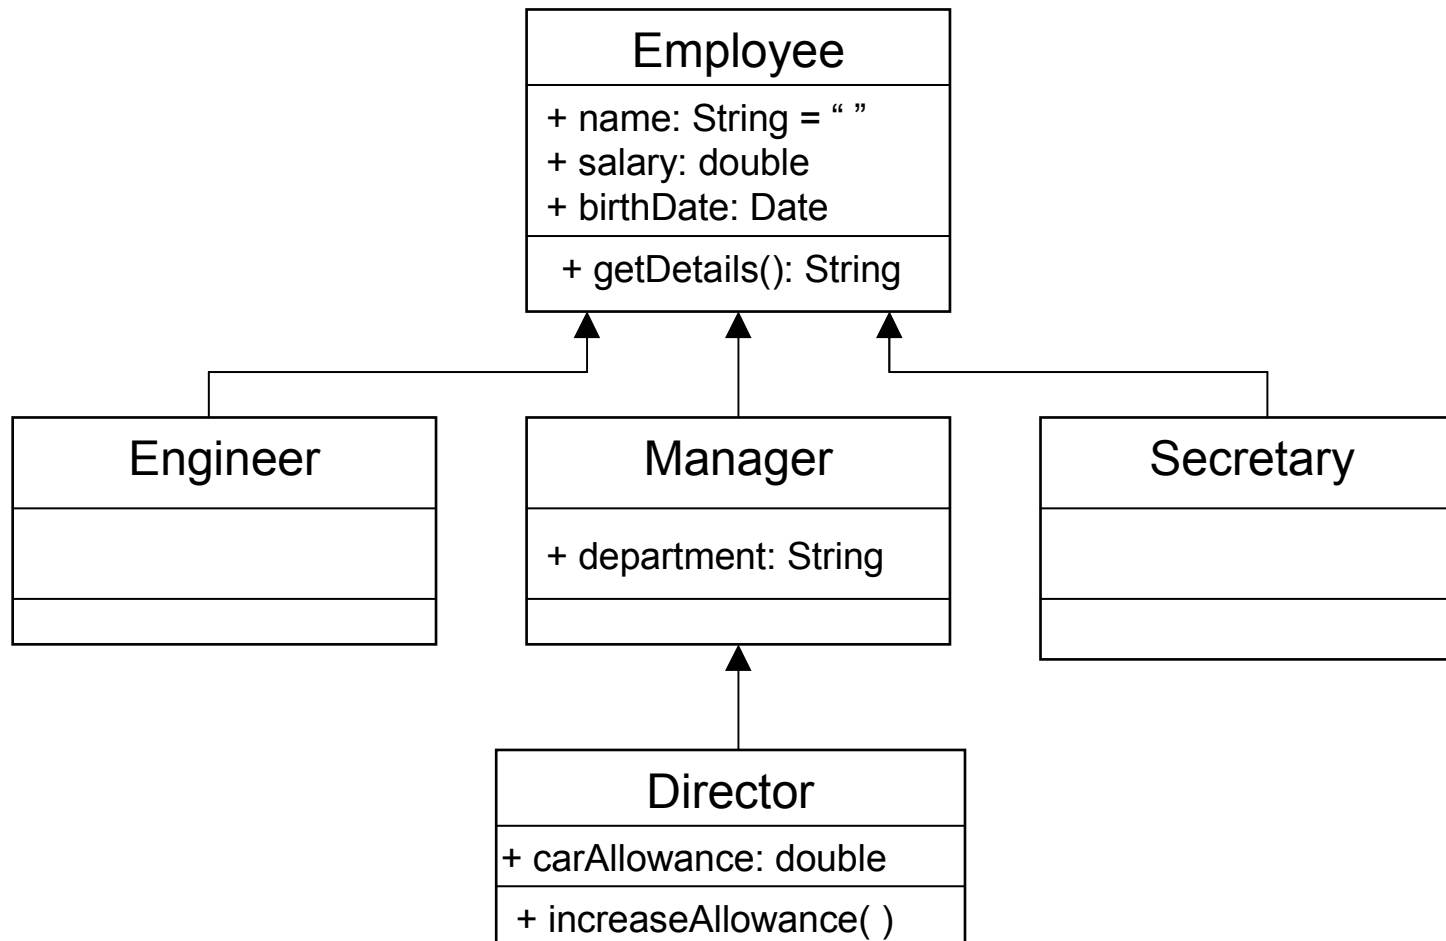 Employee
+ name: String = “ ”
+ salary: double
+ birthDate: Date
+ getDetails(): String
Engineer
Manager
Secretary
+ department: String
Director
+ carAllowance: double
+ increaseAllowance( )